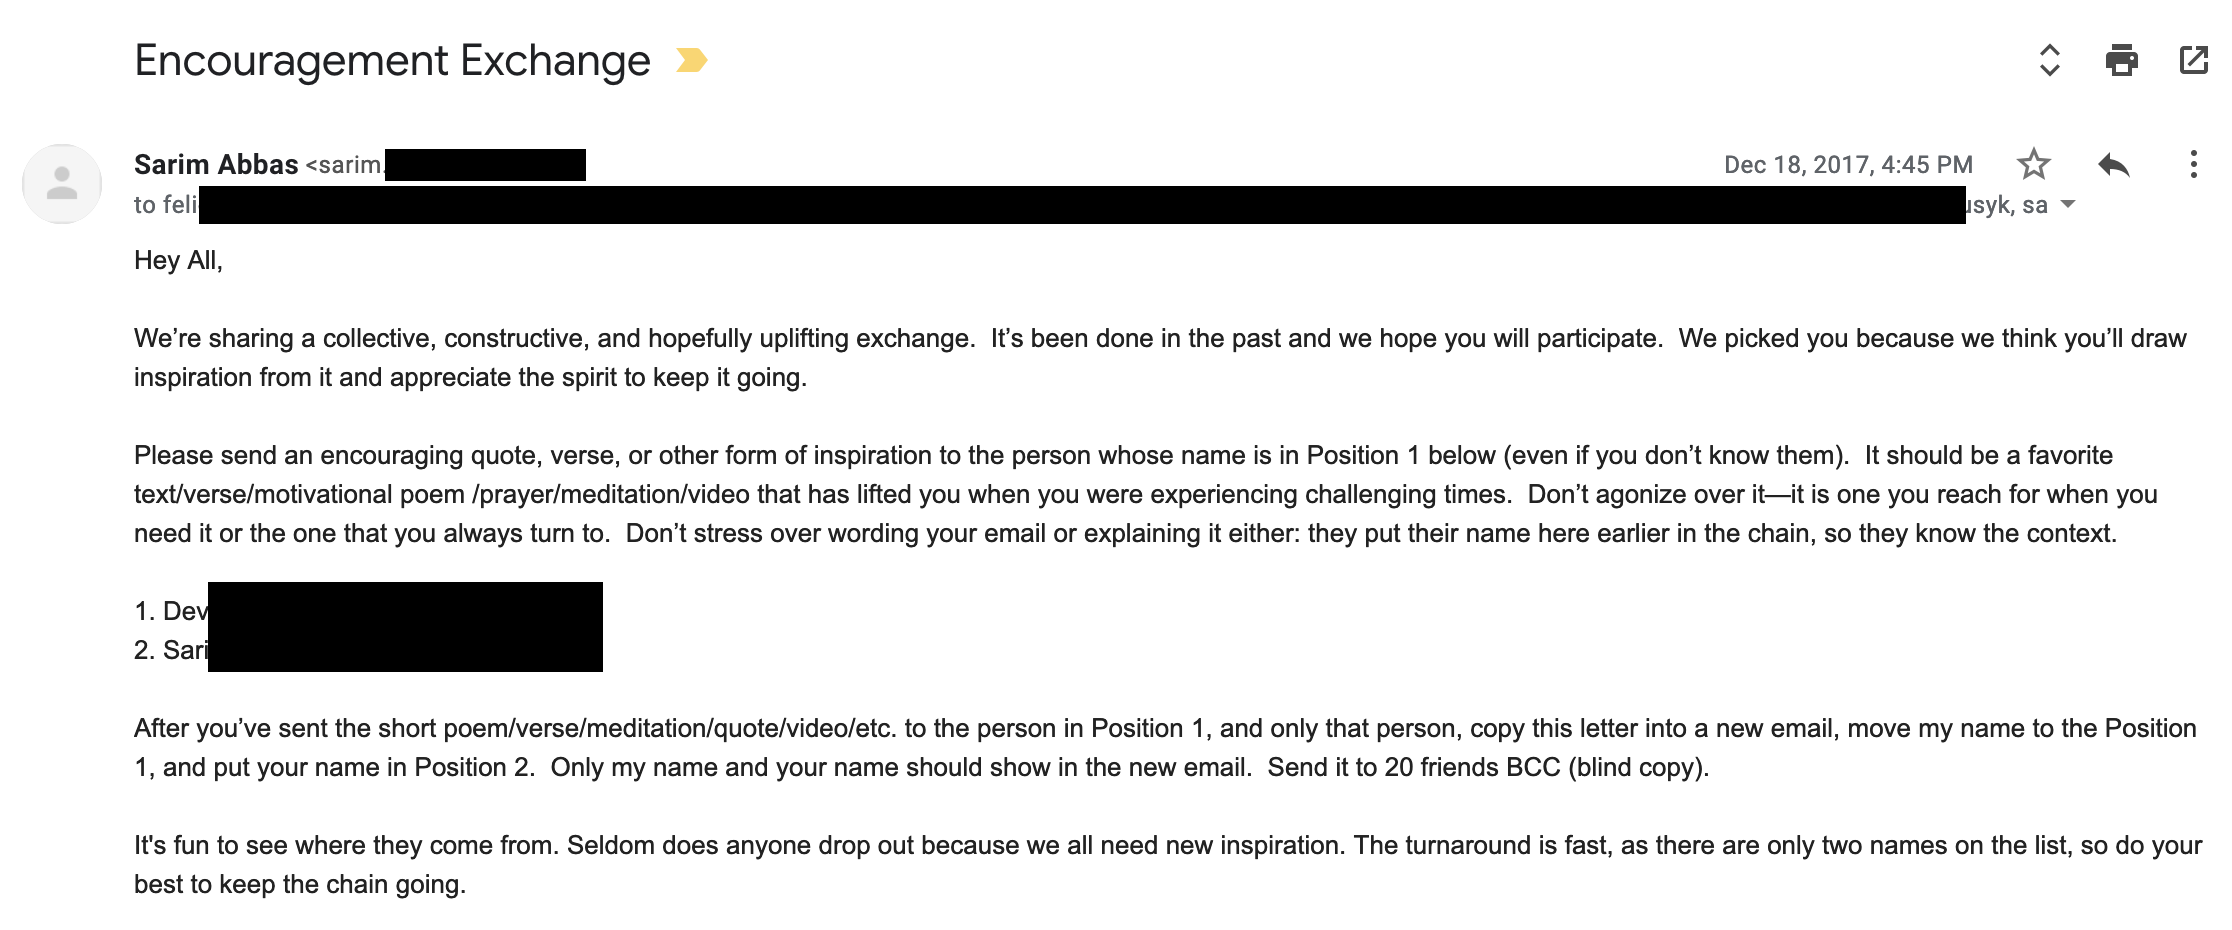 Encouragement Exchange
Sarim Abbas <sarim.
Dec 18, 2017, 4:45 PM
to feli usyk, sa
Hey All,
We’re sharing a collective, constructive, and hopefully uplifting exchange.  It’s been done in the past and we hope you will participate.  We picked you because we think you’ll draw
inspiration from it and appreciate the spirit to keep it going.
Please send an encouraging quote, verse, or other form of inspiration to the person whose name is in Position 1 below (even if you don’t know them).  It should be a favorite
text/verse/motivational poem /prayer/meditation/video that has lifted you when you were experiencing challenging times.  Don’t agonize over it—it is one you reach for when you
need it or the one that you always turn to.  Don’t stress over wording your email or explaining it either: they put their name here earlier in the chain, so they know the context.
1. Dev
2. Sari
After you’ve sent the short poem/verse/meditation/quote/video/etc. to the person in Position 1, and only that person, copy this letter into a new email, move my name to the Position
1, and put your name in Position 2.  Only my name and your name should show in the new email.  Send it to 20 friends BCC (blind copy).
It's fun to see where they come from. Seldom does anyone drop out because we all need new inspiration. The turnaround is fast, as there are only two names on the list, so do your
best to keep the chain going.